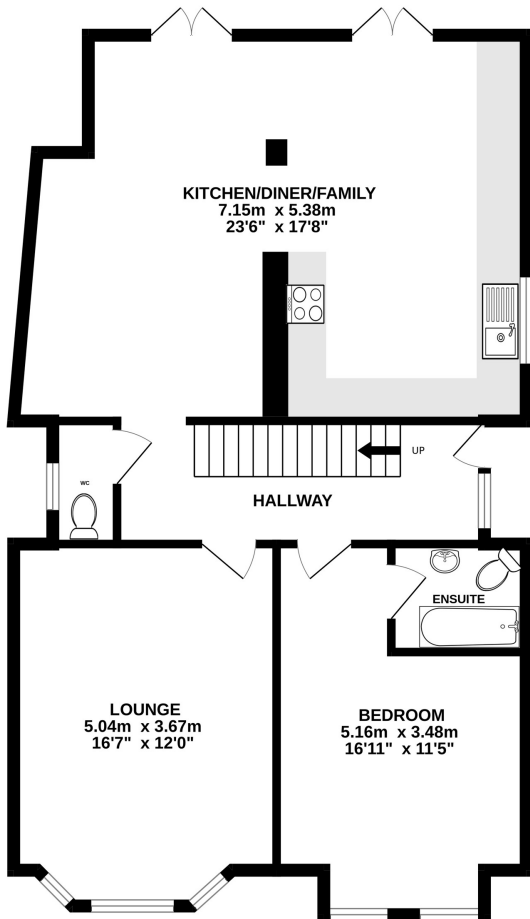 KITCHEN/DINER/FAMILY
7.15m x 5.38m
23'6" x 17'8"
UP
WC
HALLWAY
ENSUITE
LOUNGE
5.04m x 3.67m
16'7" x 12'0"
BEDROOM
5.16m x 3.48m
16'11" x 11'5"